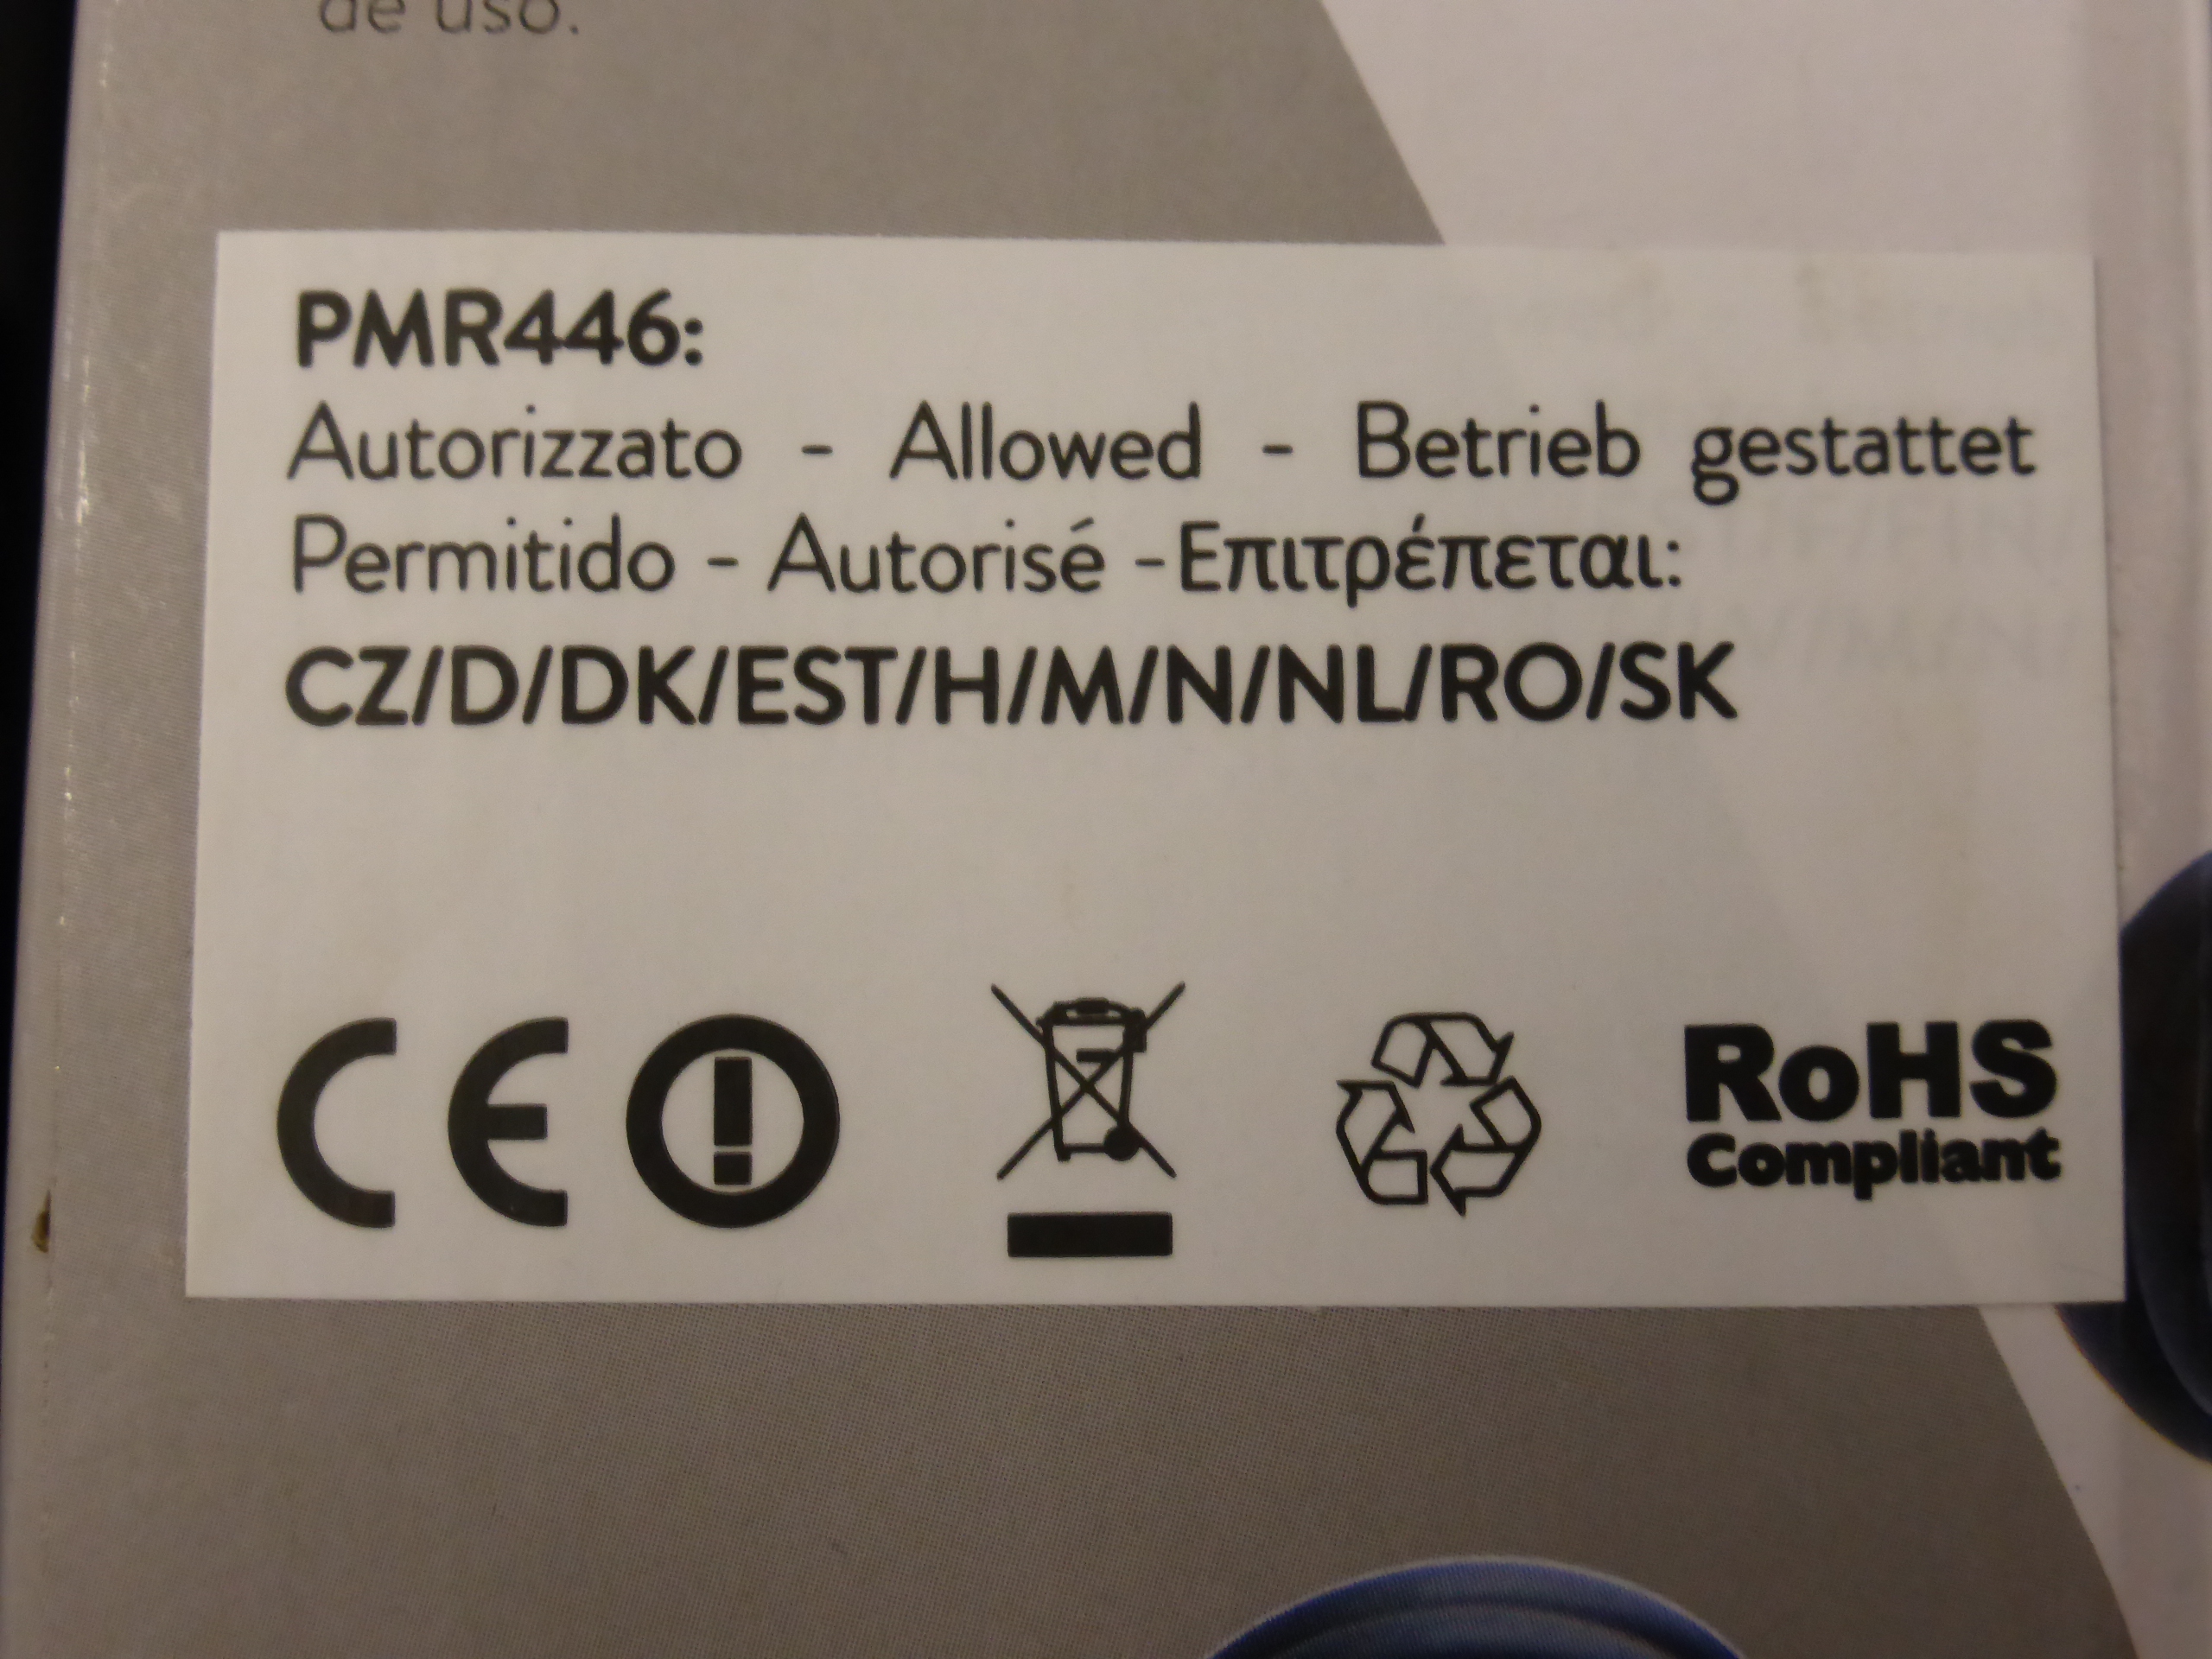 de uso.
PMR446:
Autorizzato - Allowed - Betrieb gestattet
Permitido - Autorisé -Επιτρέπεται:
CZ/D/DK/EST/H/M/N/NL/RO/SK
CE
RoHS
Compliant